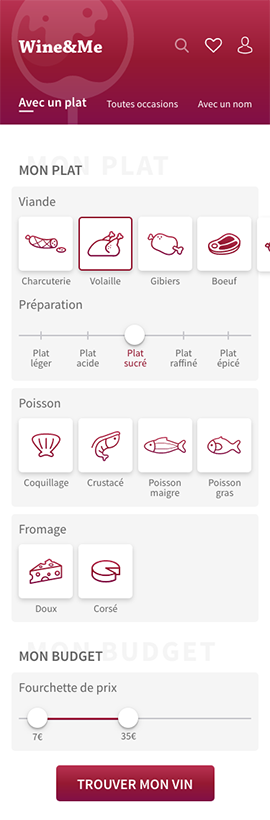 Wine&Me
Avec un plat
Toutes occasions
Avec un nom
MON PLAT
MON PLAT
Viande
Charcuterie
Volaille
Gibiers
Boeuf
Préparation
Plat léger
Plat acide
Plat sucré
Plat raffiné
Plat épicé
Poisson
Coquillage
Crustacé
Poisson maigre
Poisson gras
Fromage
Doux
Corsé
MON BUDGET
MON BUDGET
Fourchette de prix
7€
35€
TROUVER MON VIN